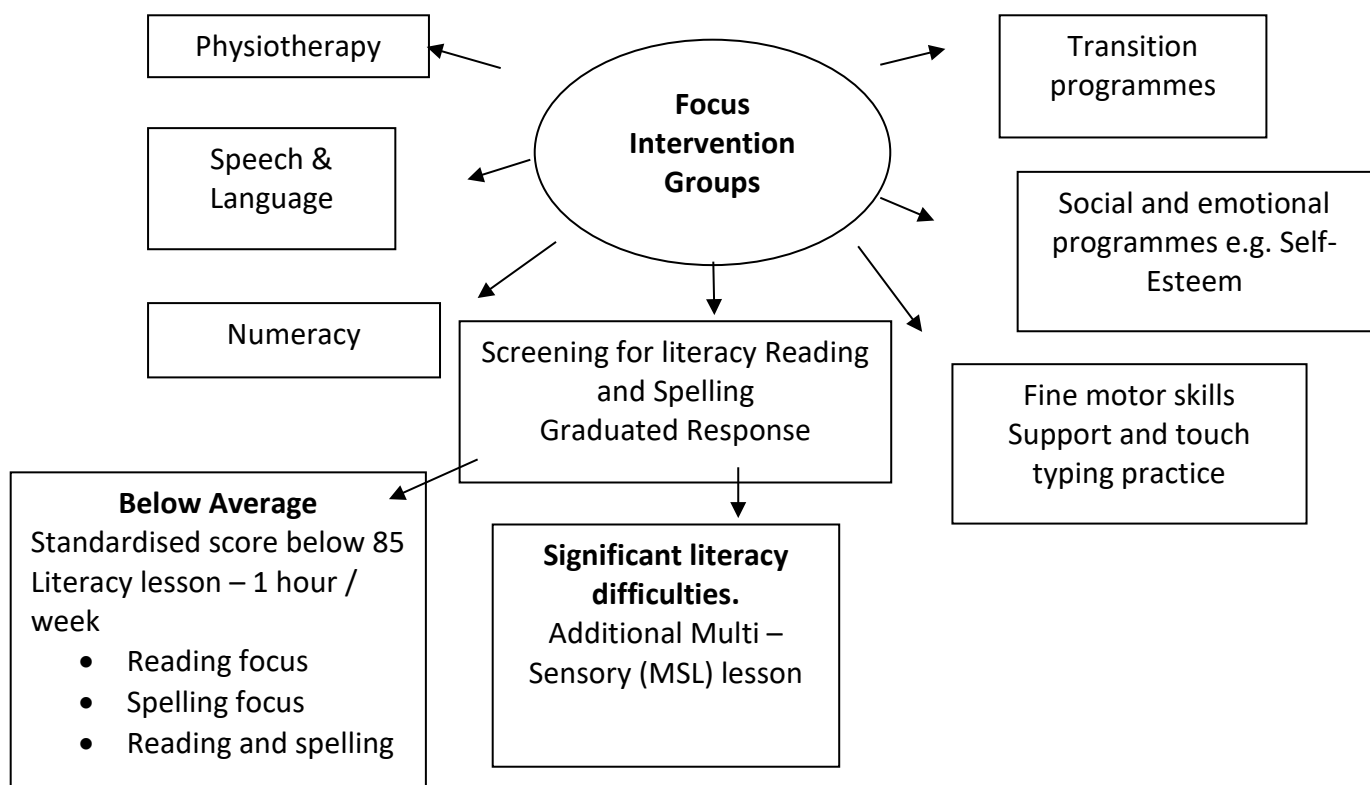 Physiotherapy
Focus
Intervention
Groups
Transition
programmes
Speech &
Language
Social and emotional
programmes e.g. Self-
Esteem
Numeracy
Screening for literacy Reading
and Spelling
Graduated Response
Fine motor skills
Support and touch
typing practice
Below Average
Standardised score below 85
Literacy lesson – 1 hour /
week
• Reading focus
• Spelling focus
• Reading and spelling
Significant literacy
difficulties.
Additional Multi –
Sensory (MSL) lesson